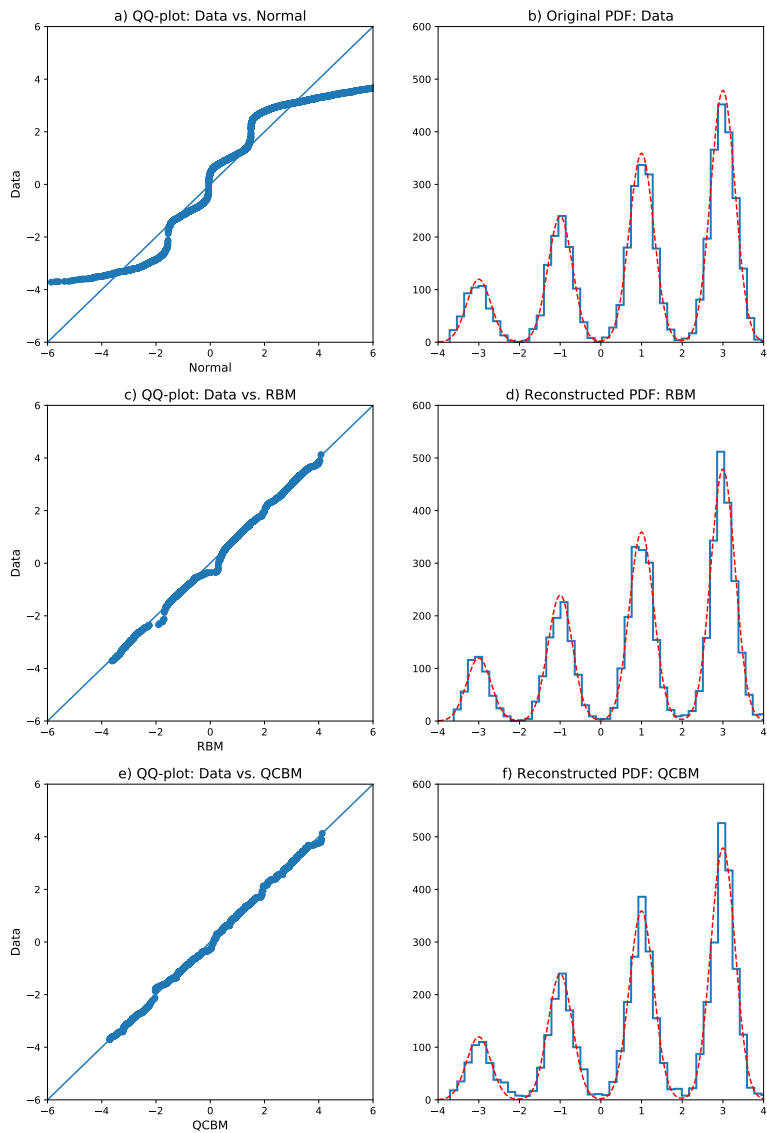 a) QQ-plot: Data vs. Normal
6
4
2
0
−2
−4
−6
Data
−6 −4 −2 0 2 4 6
Normal
b) Original PDF: Data
600
500
400
300
200
100
0
−4 −3 −2 −1 0 1 2 3 4
c) QQ-plot: Data vs. RBM
6
4
2
0
−2
−4
−6
Data
−6 −4 −2 0 2 4 6
RBM
d) Reconstructed PDF: RBM
600
500
400
300
200
100
0
−4 −3 −2 −1 0 1 2 3 4
e) QQ-plot: Data vs. QCBM
6
4
2
0
−2
−4
−6
Data
−6 −4 −2 0 2 4 6
QCBM
f) Reconstructed PDF: QCBM
600
500
400
300
200
100
0
−4 −3 −2 −1 0 1 2 3 4